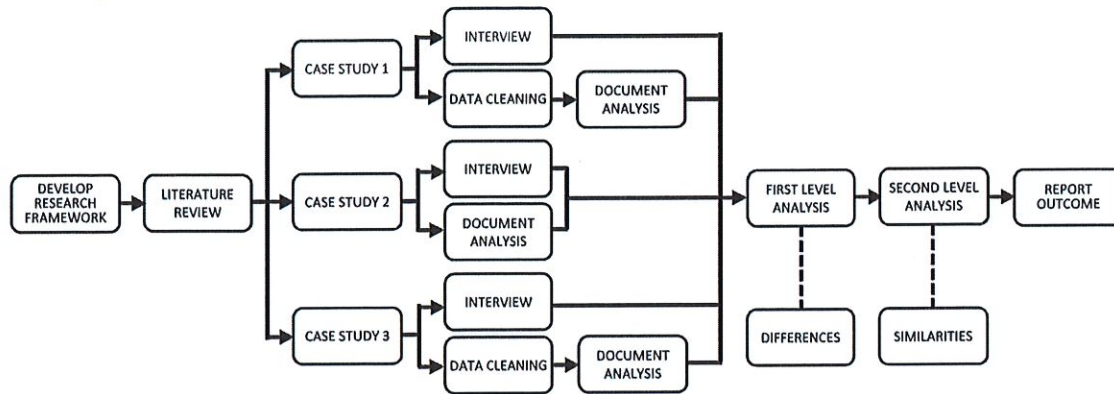 DEVELOP
RESEARCH
FRAMEWORK
LITERATURE
REVIEW
CASE STUDY 1
INTERVIEW
DATA CLEANING
DOCUMENT
ANALYSIS
CASE STUDY 2
INTERVIEW
DOCUMENT
ANALYSIS
CASE STUDY 3
INTERVIEW
DATA CLEANING
DOCUMENT
ANALYSIS
FIRST LEVEL
ANALYSIS
DIFFERENCES
SECOND LEVEL
ANALYSIS
SIMILARITIES
REPORT
OUTCOME